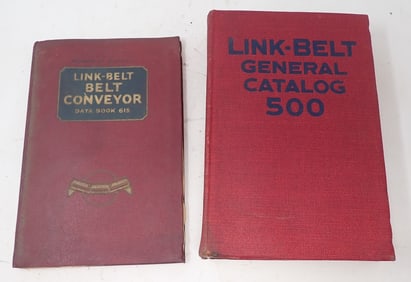 LINK-BELT
BELT
CONVEYOR
DATA BOOK 615
LINK-BELT
GENERAL
CATALOG
500